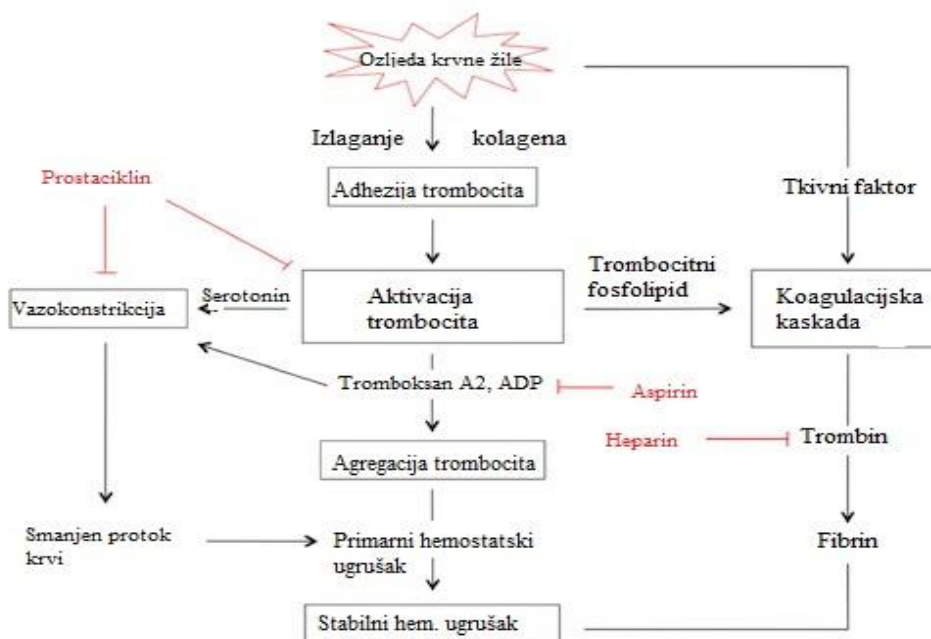 Ozljeda krvne žile
Izlaganje kolagena
Prostaciklin
Adhezija trombocita
Tkivni faktor
Vazokonstrikcija
Serotonin
Aktivacija
trombocita
Trombocitni
fosfolipid
Koagulacijska
kaskada
Tromboksan A2, ADP
Aspirin
Heparin
Trombin
Agregacija trombocita
Smanjen protok
krvi
Primarni hemostatski
ugrušak
Fibrin
Stabilni hem. ugrušak